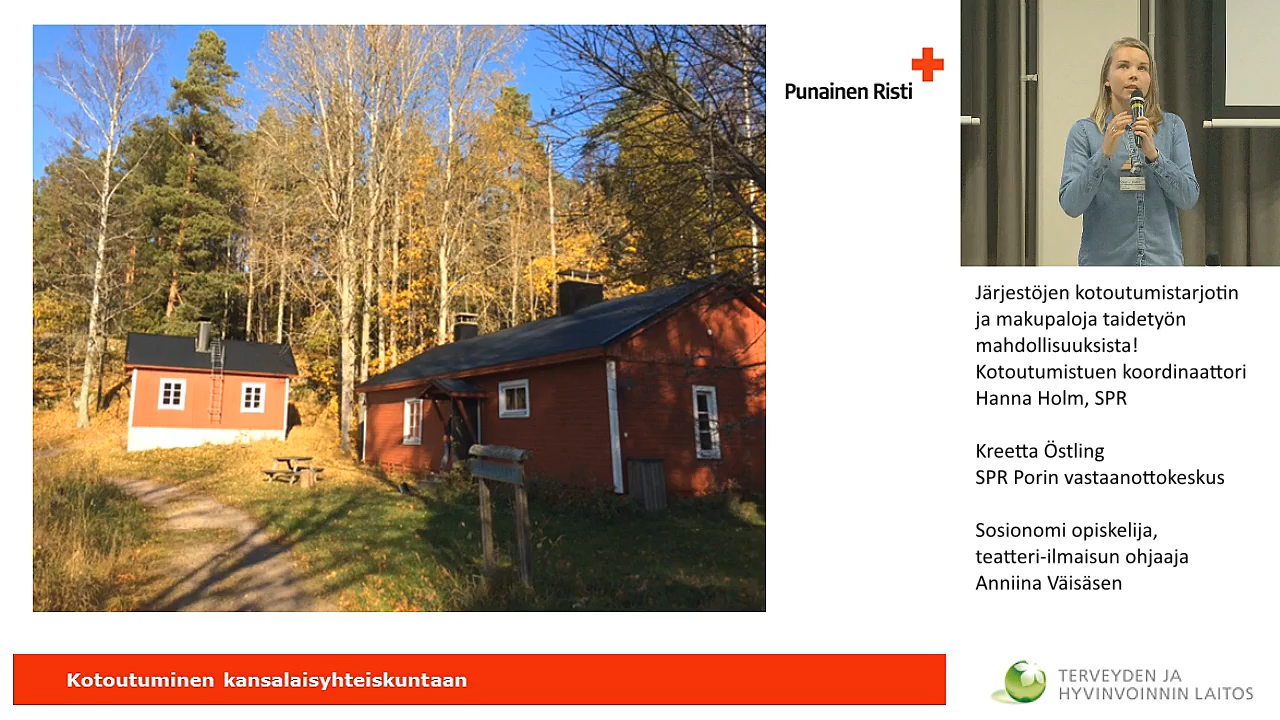 Punainen Risti
Järjestöjen kotoutumistarjotin
ja makupaloja taidetyön
mahdollisuuksista!
Kotoutumistuen koordinaattori
Hanna Holm, SPR
Kreetta Östling
SPR Porin vastaanottokeskus
Sosionomi opiskelija,
teatteri-ilmaisun ohjaaja
Anniina Väisäsen
Kotoutuminen kansalaisyhteiskuntaan
TERVEYDEN JA
HYVINVOINNIN LAITOS